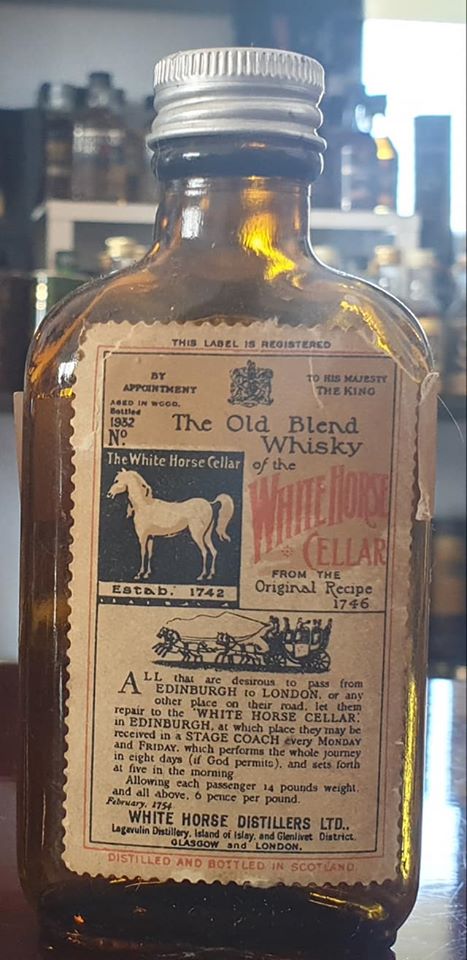 THIS LABEL IS REGISTERED
BY
APPOINTMENT
TO HIS MAJESTY
THE KING
AGED IN WOOD.
Bottled
1932
Nº
The Old Blend
Whisky
of the
WHITE HORSE
CELLAR
The White Horse Cellar
Estab. 1742
FROM THE
Original Recipe
1746
ALL that are desirous to pass from
EDINBURGH to LONDON, or any
other place on their road, let them
repair to the "WHITE HORSE CELLAR."
in EDINBURGH, at which place they may be
received in a STAGE COACH every MONDAY
and FRIDAY, which performs the whole journey
in eight days (if God permits), and sets forth
at five in the morning
Allowing each passenger 14 pounds weight,
and all above, 6 pence per pound.
February, 1754.
WHITE HORSE DISTILLERS LTD.,
Lagavulin Distillery, Island of Islay, and Glenlivet District.
GLASGOW and LONDON.
DISTILLED AND BOTTLED IN SCOTLAND.